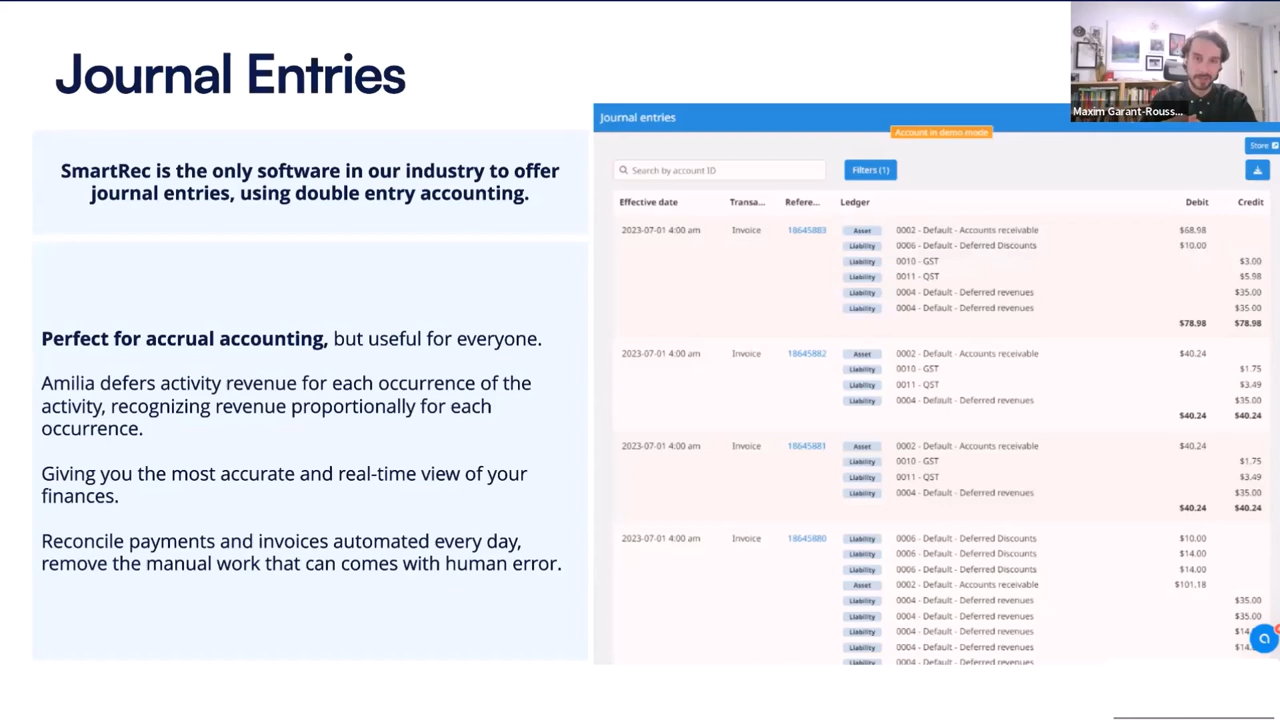 Journal Entries
Maxim Garant-Rouss...
SmartRec is the only software in our industry to offer
journal entries, using double entry accounting.
Perfect for accrual accounting, but useful for everyone.
Amilia defers activity revenue for each occurrence of the
activity, recognizing revenue proportionally for each
occurrence.
Giving you the most accurate and real-time view of your
finances.
Reconcile payments and invoices automated every day,
remove the manual work that can comes with human error.
Journal entries
Account in demo mode
Store
Search by account ID
Filters (1)
Effective date Transa... Refere... Ledger Debit Credit
2023-07-01 4:00 am Invoice 18645883 Asset 0002 - Default - Accounts receivable $68.98
Liability 0006 - Default - Deferred Discounts $10.00
Liability 0010 - GST $3.00
Liability 0011 - QST $5.98
Liability 0004 - Default - Deferred revenues $35.00
Liability 0004 - Default - Deferred revenues $35.00
$78.98 $78.98
2023-07-01 4:00 am Invoice 18645882 Asset 0002 - Default - Accounts receivable $40.24
Liability 0010 - GST $1.75
Liability 0011 - QST $3.49
Liability 0004 - Default - Deferred revenues $35.00
$40.24 $40.24
2023-07-01 4:00 am Invoice 18645881 Asset 0002 - Default - Accounts receivable $40.24
Liability 0010 - GST $1.75
Liability 0011 - QST $3.49
Liability 0004 - Default - Deferred revenues $35.00
$40.24 $40.24
2023-07-01 4:00 am Invoice 18645880 Liability 0006 - Default - Deferred Discounts $10.00
Liability 0006 - Default - Deferred Discounts $14.00
Liability 0006 - Default - Deferred Discounts $14.00
Asset 0002 - Default - Accounts receivable $101.18
Liability 0004 - Default - Deferred revenues $35.00
Liability 0004 - Default - Deferred revenues $35.00
Liability 0004 - Default - Deferred revenues $14.
Liability 0004 - Default - Deferred revenues $14.
Liability 0004 - Default - Deferred revenues